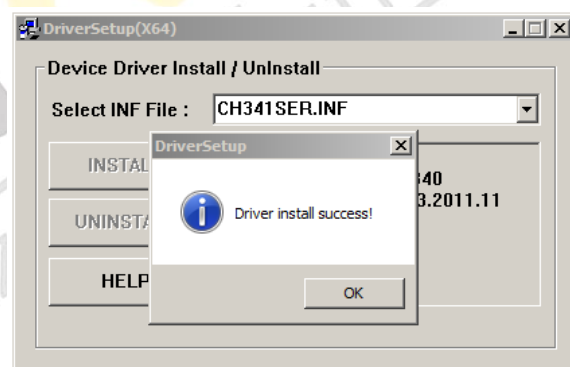 DriverSetup(X64)
Device Driver Install / UnInstall
Select INF File :
CH341SER.INF
DriverSetup
INSTAL
340
3.2011.11
Driver install success!
UNINSTA
HELP
OK